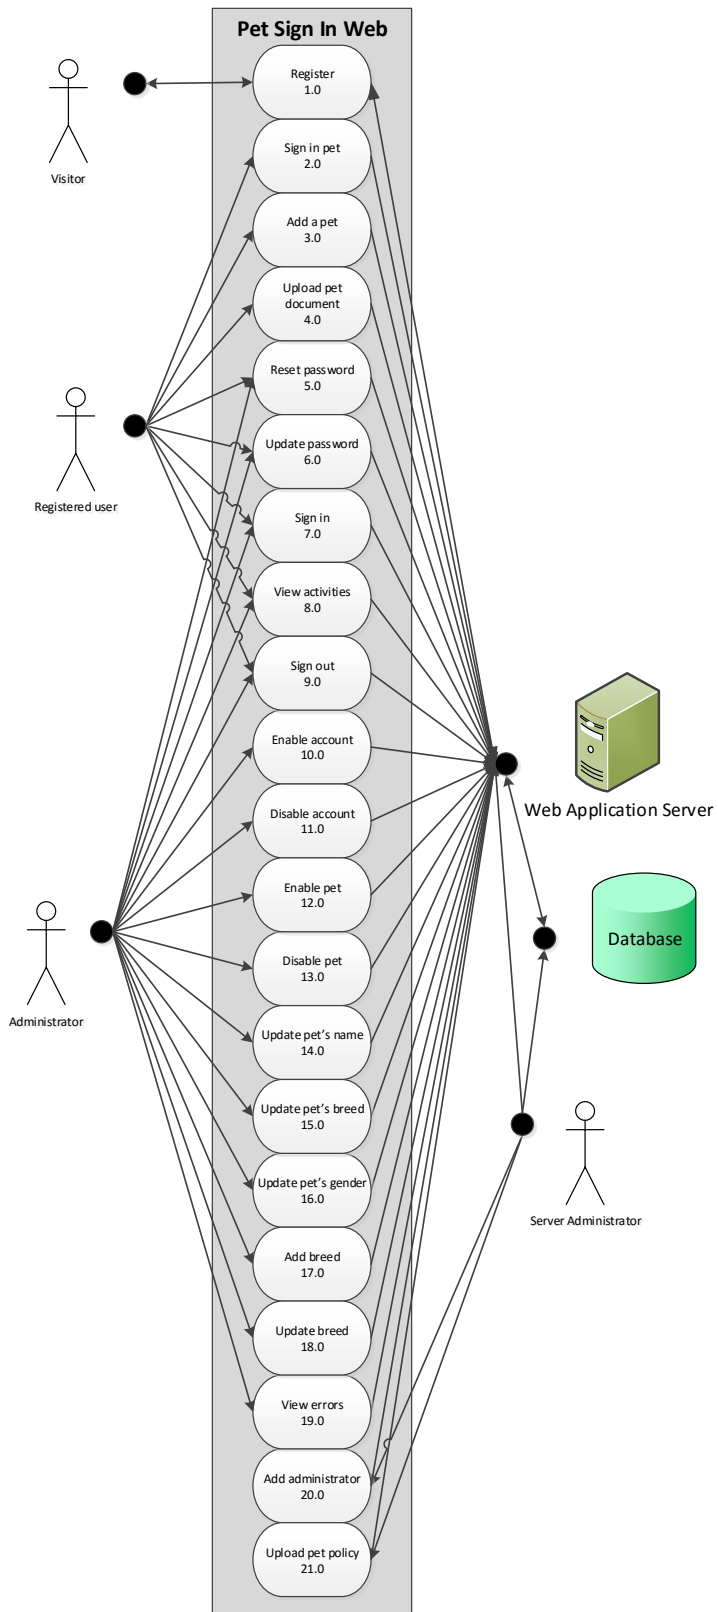 Pet Sign In Web
Register
1.0
Visitor
Sign in pet
2.0
Add a pet
3.0
Upload pet
document
4.0
Reset password
5.0
Registered user
Update password
6.0
Sign in
7.0
View activities
8.0
Sign out
9.0
Enable account
10.0
Web Application Server
Disable account
11.0
Enable pet
12.0
Database
Disable pet
13.0
Administrator
Update pet’s name
14.0
Update pet’s breed
15.0
Update pet’s gender
16.0
Server Administrator
Add breed
17.0
Update breed
18.0
View errors
19.0
Add administrator
20.0
Upload pet policy
21.0